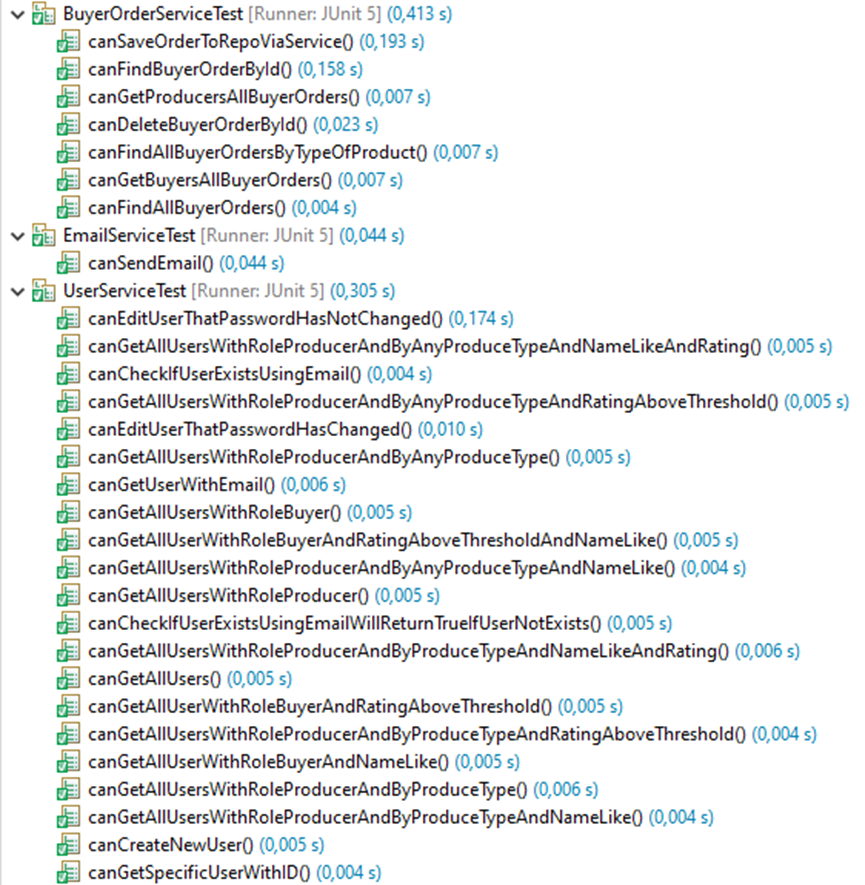 BuyerOrderServiceTest [Runner: JUnit 5] (0,413 s)
canSaveOrderToRepoViaService() (0,193 s)
canFindBuyerOrderById() (0,158 s)
canGetProducersAllBuyerOrders() (0,007 s)
canDeleteBuyerOrderById() (0,023 s)
canFindAllBuyerOrdersByTypeOfProduct() (0,007 s)
canGetBuyersAllBuyerOrders() (0,007 s)
canFindAllBuyerOrders() (0,004 s)
EmailServiceTest [Runner: JUnit 5] (0,044 s)
canSendEmail() (0,044 s)
UserServiceTest [Runner: JUnit 5] (0,305 s)
canEditUserThatPasswordHasNotChanged() (0,174 s)
canGetAllUsersWithRoleProducerAndByAnyProduceTypeAndNameLikeAndRating() (0,005 s)
canCheckIfUserExistsUsingEmail() (0,004 s)
canGetAllUsersWithRoleProducerAndByAnyProduceTypeAndRatingAboveThreshold() (0,005 s)
canEditUserThatPasswordHasChanged() (0,010 s)
canGetAllUsersWithRoleProducerAndByAnyProduceType() (0,005 s)
canGetUserWithEmail() (0,006 s)
canGetAllUsersWithRoleBuyer() (0,005 s)
canGetAllUserWithRoleBuyerAndRatingAboveThresholdAndNameLike() (0,005 s)
canGetAllUsersWithRoleProducerAndByAnyProduceTypeAndNameLike() (0,004 s)
canGetAllUsersWithRoleProducer() (0,005 s)
canCheckIfUserExistsUsingEmailWillReturnTrueIfUserNotExists() (0,005 s)
canGetAllUsersWithRoleProducerAndByProduceTypeAndNameLikeAndRating() (0,006 s)
canGetAllUsers() (0,005 s)
canGetAllUserWithRoleBuyerAndRatingAboveThreshold() (0,005 s)
canGetAllUsersWithRoleProducerAndByProduceTypeAndRatingAboveThreshold() (0,004 s)
canGetAllUserWithRoleBuyerAndNameLike() (0,005 s)
canGetAllUsersWithRoleProducerAndByProduceType() (0,006 s)
canGetAllUsersWithRoleProducerAndByProduceTypeAndNameLike() (0,004 s)
canCreateNewUser() (0,005 s)
canGetSpecificUserWithID() (0,004 s)